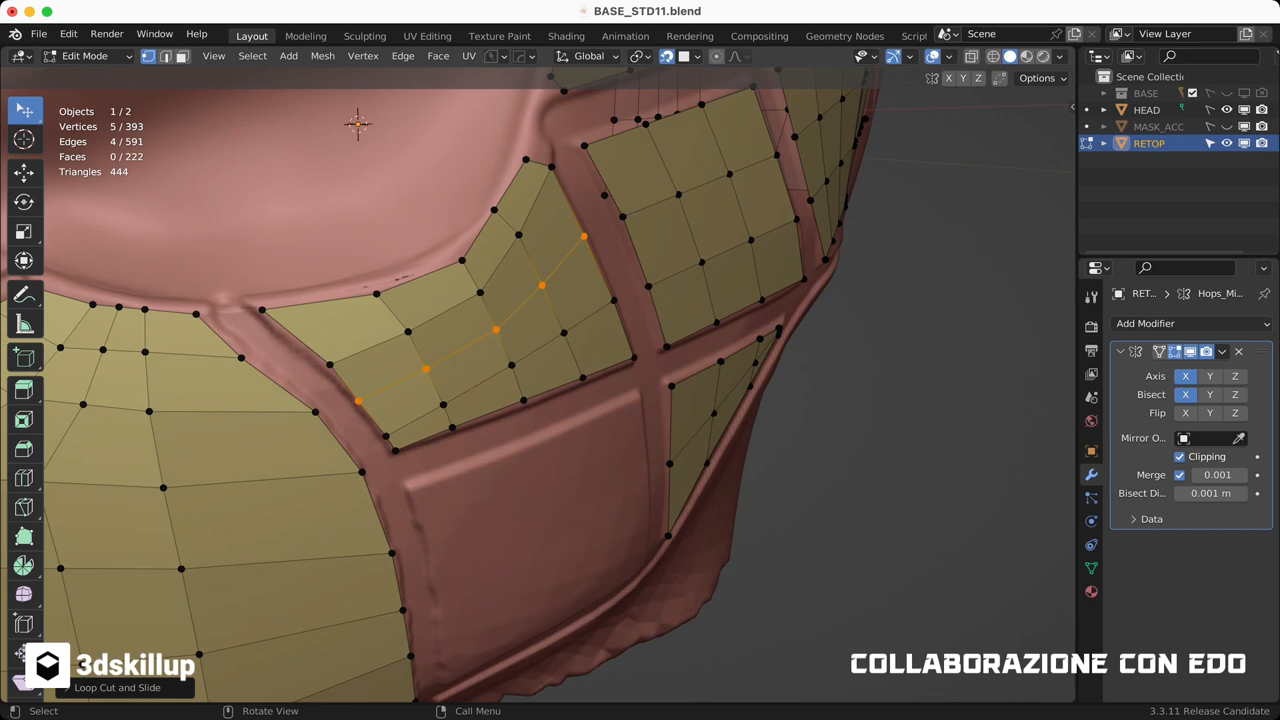 BASE_STD11.blend
File Edit Render Window Help Layout Modeling Sculpting UV Editing Texture Paint Shading Animation Rendering Compositing Geometry Nodes Script Scene View Layer
Edit Mode View Select Add Mesh Vertex Edge Face UV Global
X Y Z Options
Objects 1 / 2
Vertices 5 / 393
Edges 4 / 591
Faces 0 / 222
Triangles 444
Scene Collecti
BASE
HEAD
MASK_ACC
RETOP
RET... Hops_Mi...
Add Modifier
Axis X Y Z
Bisect X Y Z
Flip X Y Z
Mirror O...
Clipping
Merge 0.001
Bisect Di... 0.001 m
Data
3dskillup
COLLABORAZIONE CON EDO
Loop Cut and Slide
Select Rotate View Call Menu 3.3.11 Release Candidate